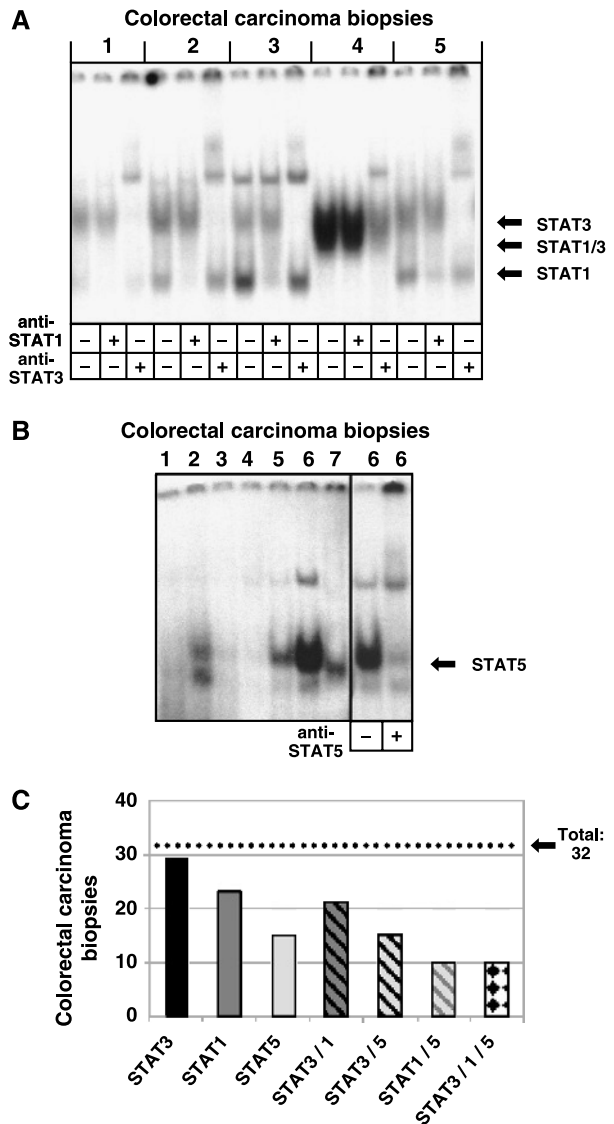 A
Colorectal carcinoma biopsies
1 2 3 4 5
STAT3
STAT1/3
STAT1
anti-
STAT1 – + – – + – – + – – + – – + –
anti-
STAT3 – – + – – + – – + – – + – – +
B
Colorectal carcinoma biopsies
1 2 3 4 5 6 7 6 6
STAT5
anti-
STAT5 – +
C
Colorectal carcinoma
biopsies
40
30
20
10
0
Total:
32
STAT3
STAT1
STAT5
STAT3 / 1
STAT3 / 5
STAT1 / 5
STAT3 / 1 / 5